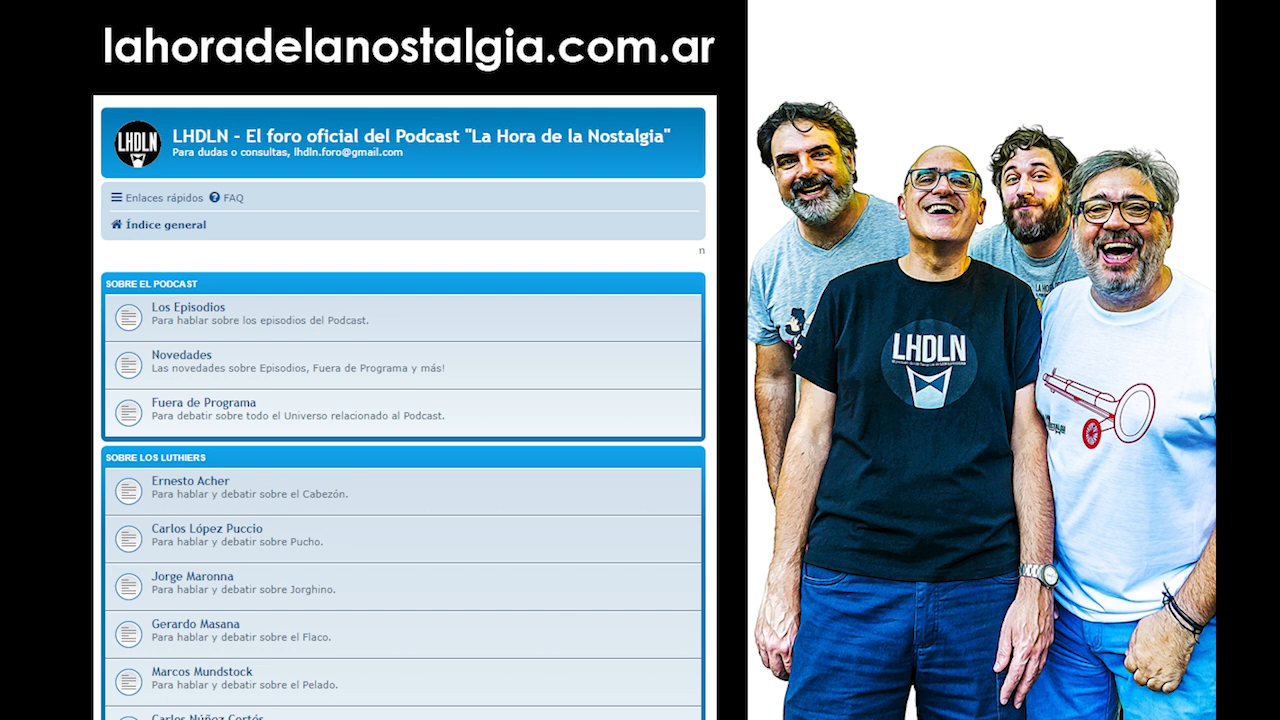 lahoradelanostalgia.com.ar
LHDLN
LHDLN - El foro oficial del Podcast "La Hora de la Nostalgia"
Para dudas o consultas, lhdln.foro@gmail.com
Enlaces rápidos FAQ
Índice general
n
SOBRE EL PODCAST
Los Episodios
Para hablar sobre los episodios del Podcast.
Novedades
Las novedades sobre Episodios, Fuera de Programa y más!
Fuera de Programa
Para debatir sobre todo el Universo relacionado al Podcast.
SOBRE LOS LUTHIERS
Ernesto Acher
Para hablar y debatir sobre el Cabezón.
Carlos López Puccio
Para hablar y debatir sobre Pucho.
Jorge Maronna
Para hablar y debatir sobre Jorghino.
Gerardo Masana
Para hablar y debatir sobre el Flaco.
Marcos Mundstock
Para hablar y debatir sobre el Pelado.
Carlos Núñez Cortés
LHDLN